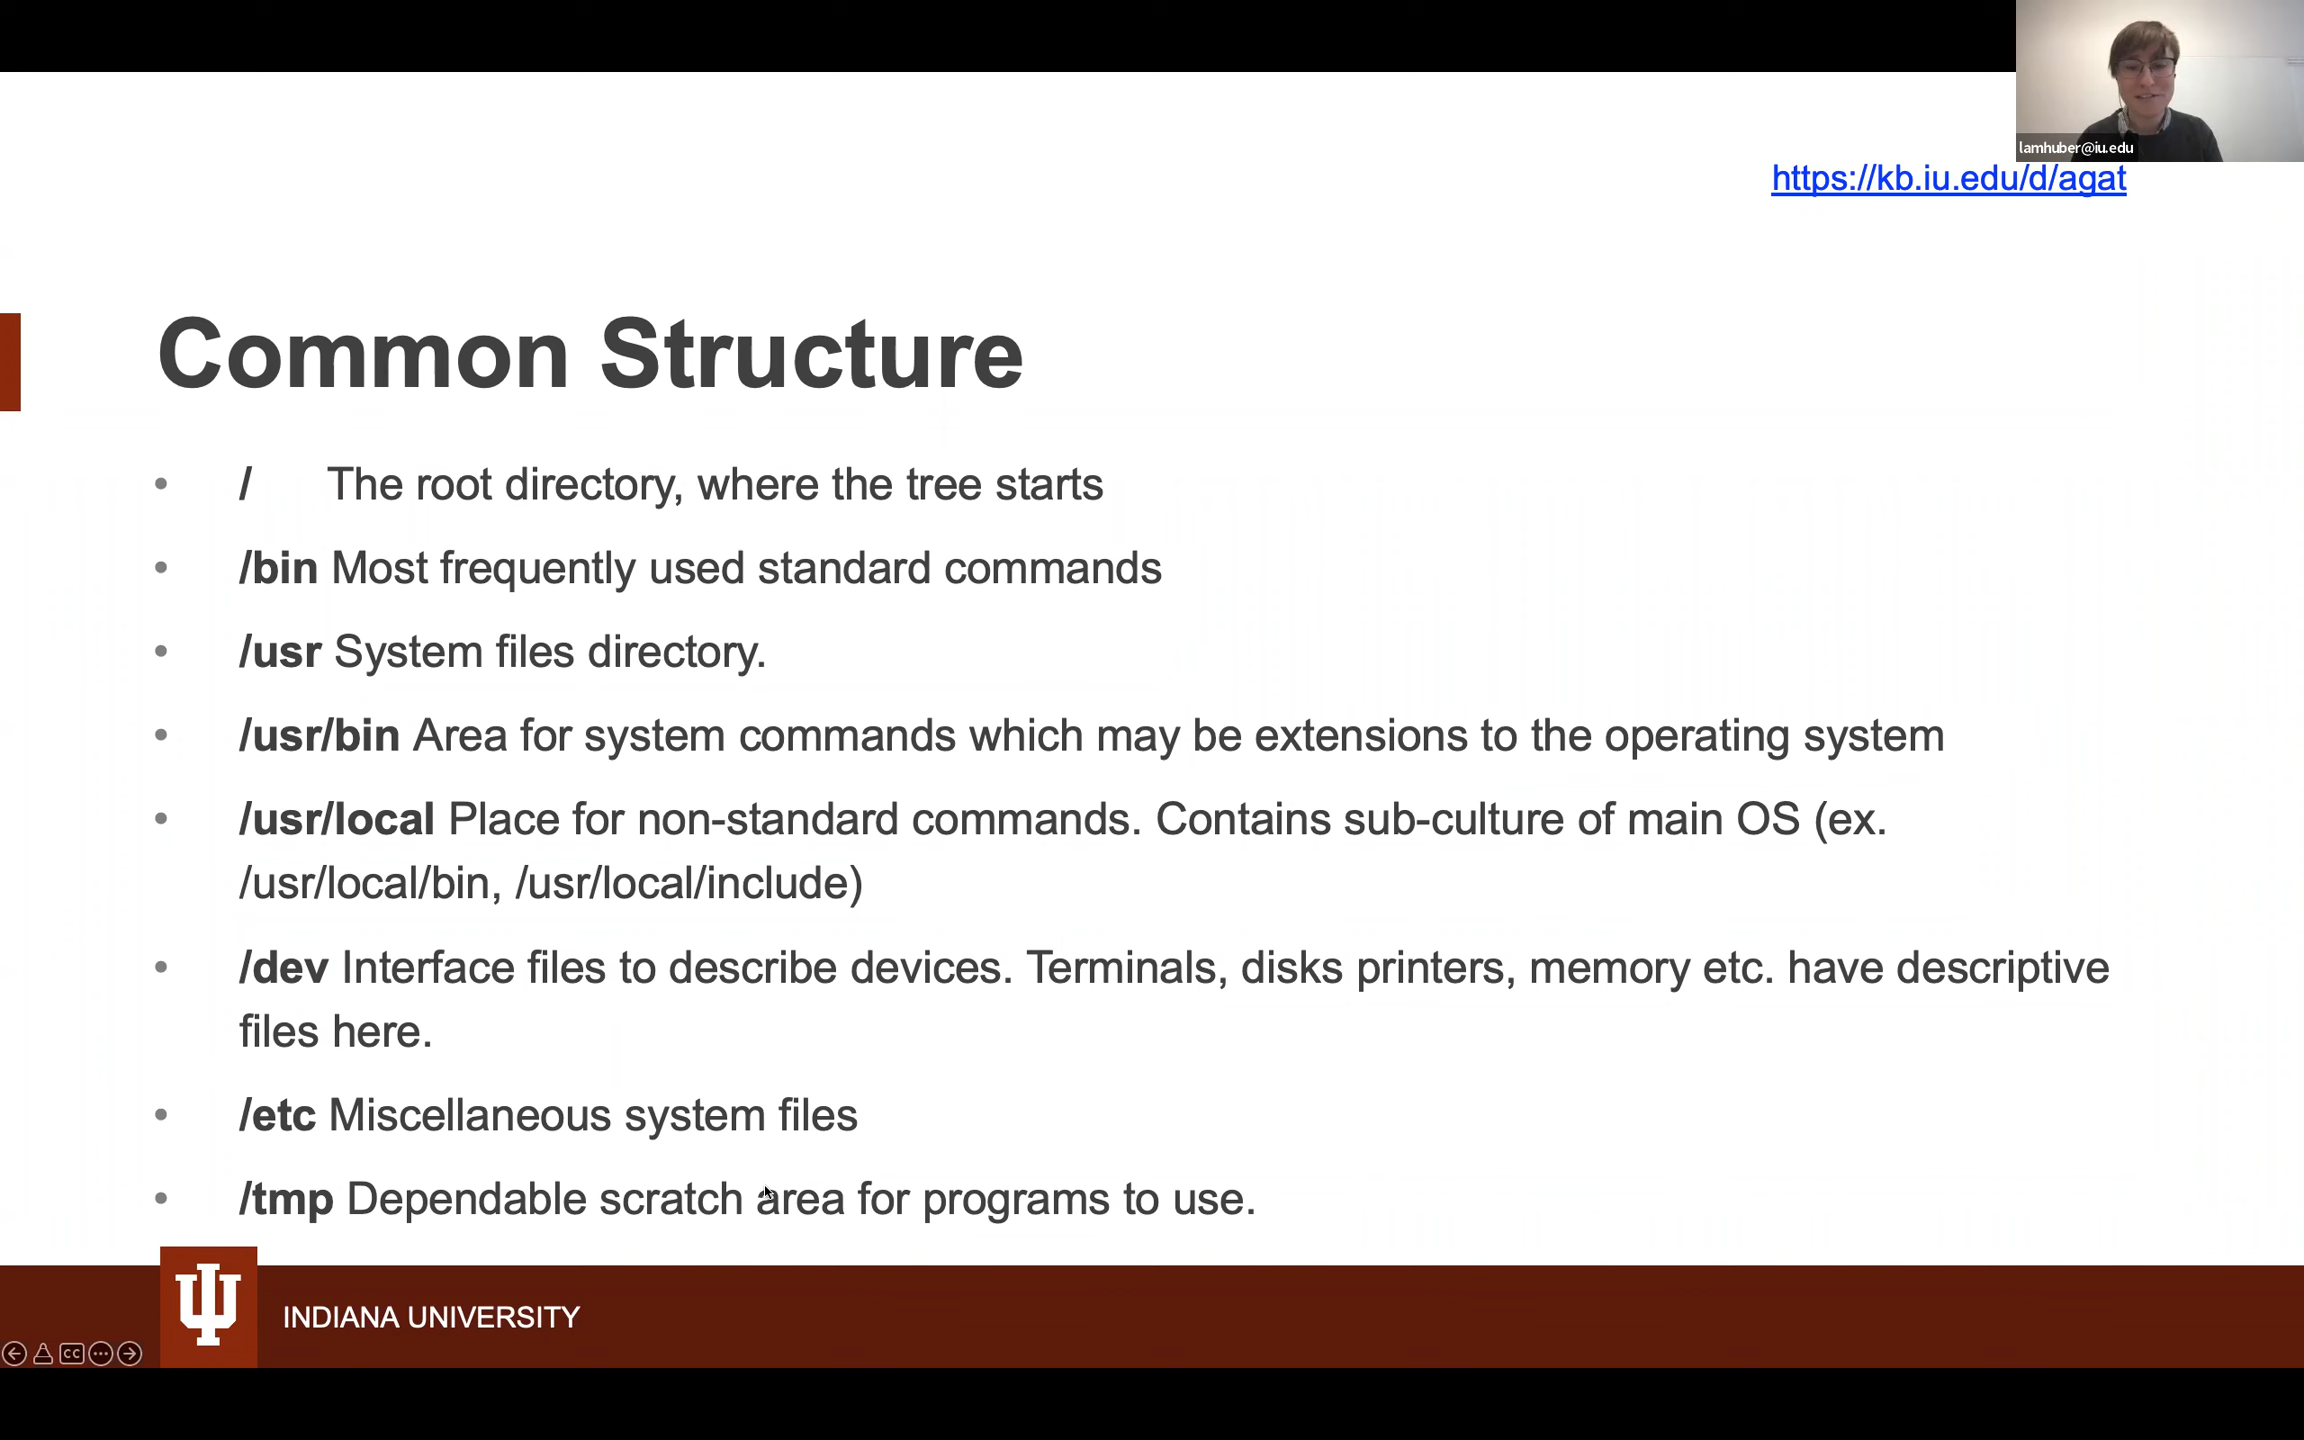 lamhuber@iu.edu
https://kb.iu.edu/d/agat
Common Structure
• / The root directory, where the tree starts
• /bin Most frequently used standard commands
• /usr System files directory.
• /usr/bin Area for system commands which may be extensions to the operating system
• /usr/local Place for non-standard commands. Contains sub-culture of main OS (ex.
/usr/local/bin, /usr/local/include)
• /dev Interface files to describe devices. Terminals, disks printers, memory etc. have descriptive
files here.
• /etc Miscellaneous system files
• /tmp Dependable scratch area for programs to use.
INDIANA UNIVERSITY
CC